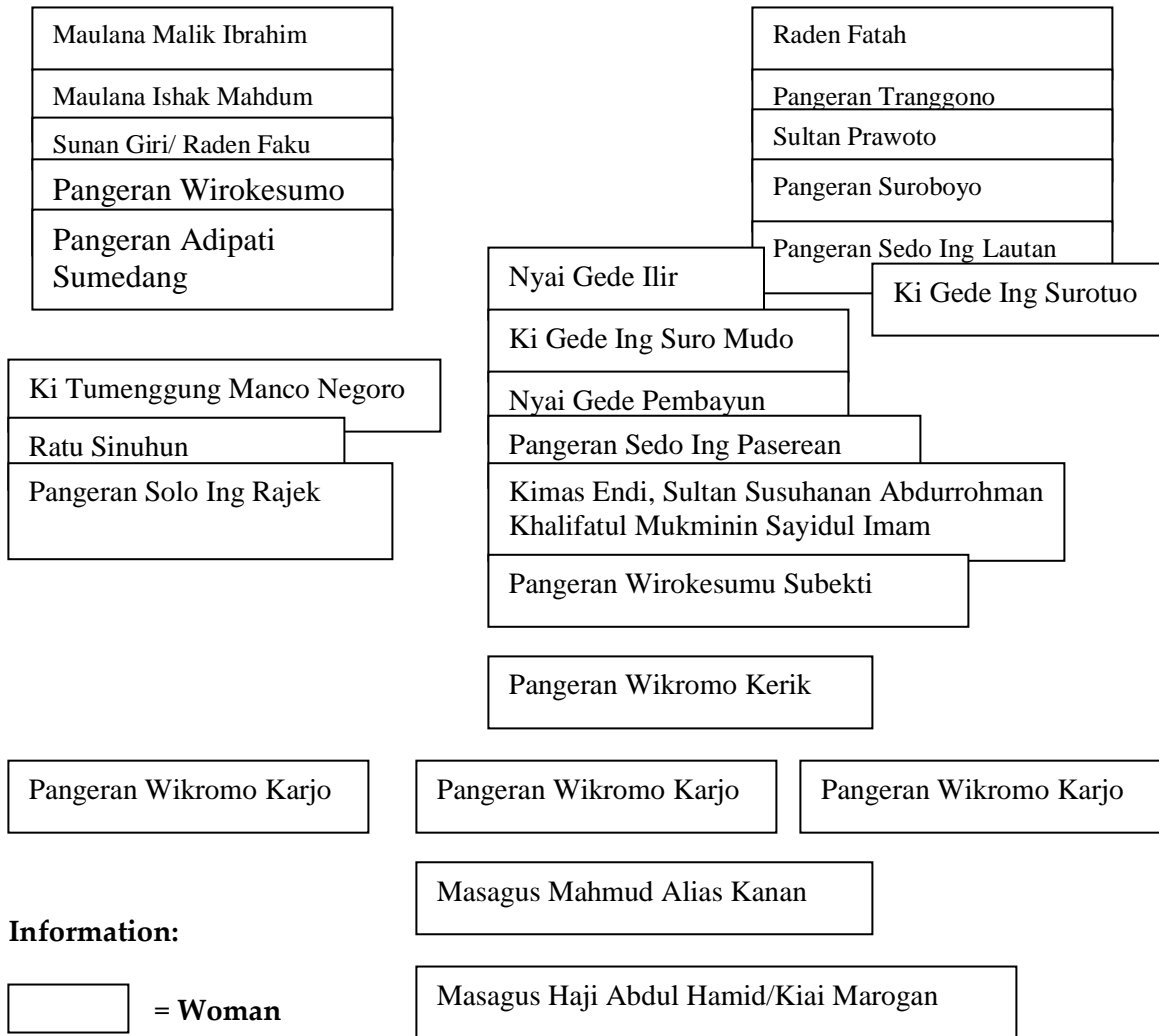 Maulana Malik Ibrahim
Maulana Ishak Mahdum
Sunan Giri/ Raden Faku
Pangeran Wirokesumo
Pangeran Adipati
Sumedang
Raden Fatah
Pangeran Tranggono
Sultan Prawoto
Pangeran Suroboyo
Pangeran Sedo Ing Lautan
Nyai Gede Ilir
Ki Gede Ing Surotuo
Ki Gede Ing Suro Mudo
Ki Tumenggung Manco Negoro
Ratu Sinuhun
Pangeran Solo Ing Rajek
Nyai Gede Pembayun
Pangeran Sedo Ing Paserean
Kimas Endi, Sultan Susuhanan Abdurrohman
Khalifatul Mukminin Sayidul Imam
Pangeran Wirokesumu Subekti
Pangeran Wikromo Kerik
Pangeran Wikromo Karjo
Pangeran Wikromo Karjo
Pangeran Wikromo Karjo
Masagus Mahmud Alias Kanan
Masagus Haji Abdul Hamid/Kiai Marogan
Information:
= Woman